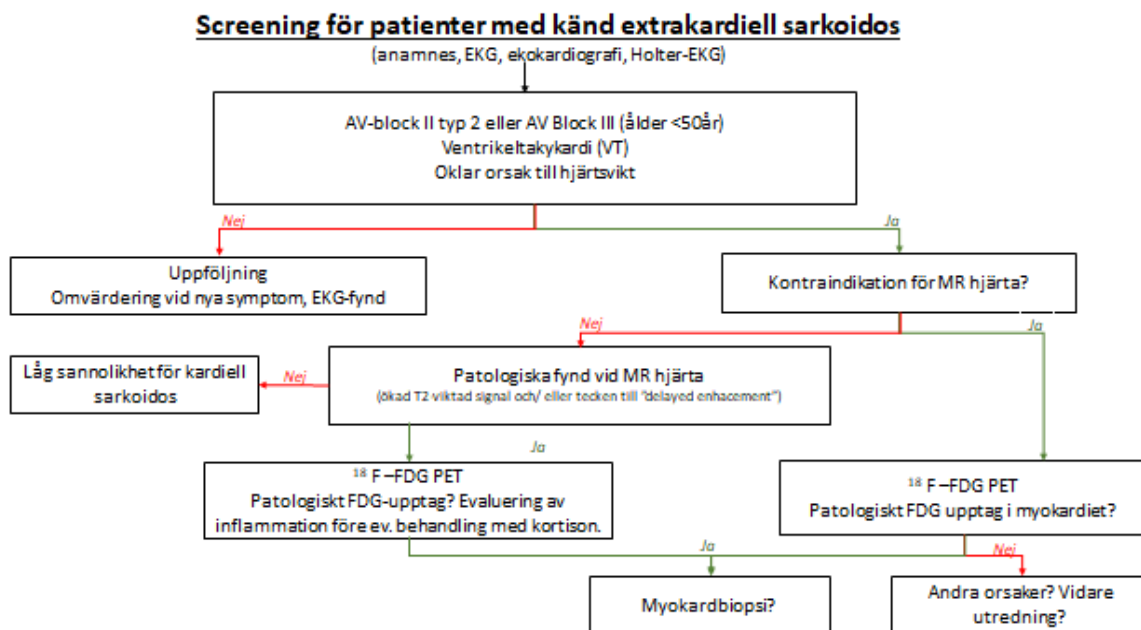 Screening för patienter med känd extrakardiell sarkoidos
(anamnes, EKG, ekokardiografi, Holter-EKG)
AV-block II typ 2 eller AV Block III (ålder <50år)
Ventrikeltakykardi (VT)
Oklar orsak till hjärtsvikt
Nej
Ja
Uppföljning
Omvärdering vid nya symptom, EKG-fynd
Kontraindikation för MR hjärta?
Nej
Ja
Låg sannolikhet för kardiell
sarkoidos
Nej
Patologiska fynd vid MR hjärta
(ökad T2 viktad signal och/ eller tecken till "delayed enhacement")
Ja
¹⁸ F –FDG PET
Patologiskt FDG-upptag? Evaluering av
inflammation före ev. behandling med kortison.
¹⁸ F –FDG PET
Patologiskt FDG upptag i myokardiet?
Ja
Nej
Myokardbiopsi?
Andra orsaker? Vidare
utredning?